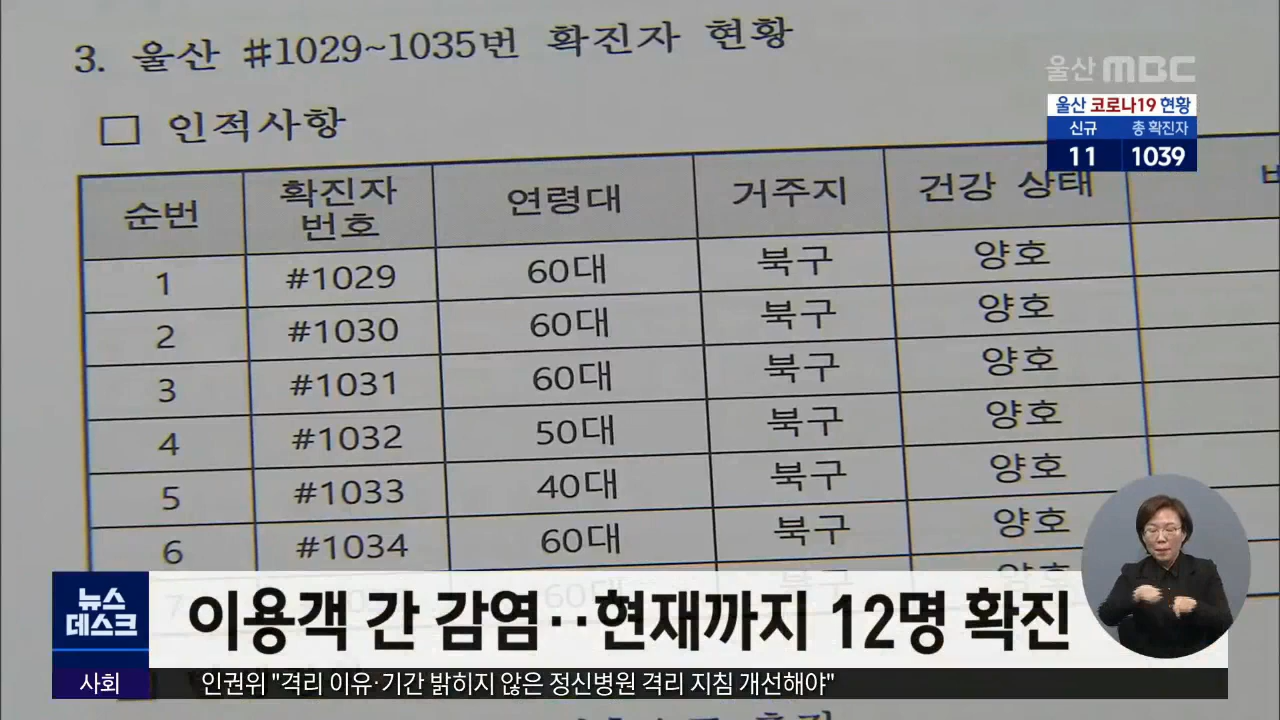 3. 울산 #1029~1035번 확진자 현황
□ 인적사항
울산 MBC
울산 코로나19 현황
신규 총 확진자
11 1039
순번 확진자 번호 연령대 거주지 건강 상태
1 #1029 60대 북구 양호
2 #1030 60대 북구 양호
3 #1031 60대 북구 양호
4 #1032 50대 북구 양호
5 #1033 40대 북구 양호
6 #1034 60대 북구 양호
7 60대 북구 양호
뉴스
데스크
이용객 간 감염‥현재까지 12명 확진
사회
인권위 "격리 이유·기간 밝히지 않은 정신병원 격리 지침 개선해야"